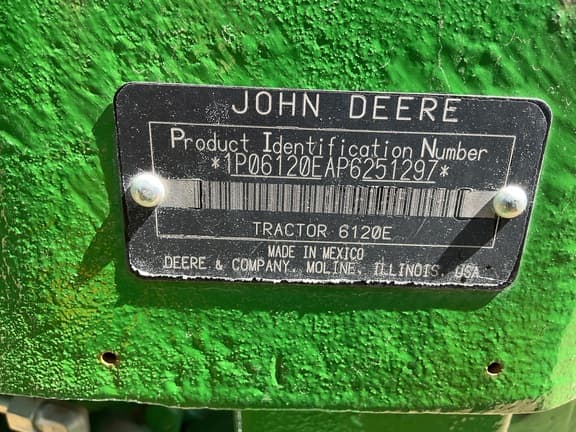 JOHN DEERE
Product Identification Number
*1P06120EAP6251297*
TRACTOR 6120E
MADE IN MEXICO
DEERE & COMPANY, MOLINE, ILLINOIS, USA